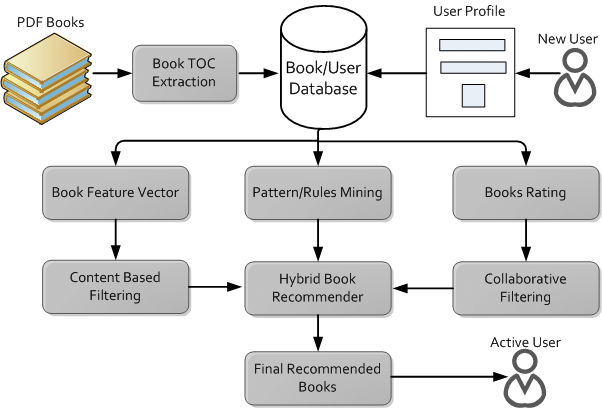 PDF Books
User Profile
New User
Book TOC
Extraction
Book/User
Database
Book Feature Vector
Pattern/Rules Mining
Books Rating
Content Based
Filtering
Hybrid Book
Recommender
Collaborative
Filtering
Active User
Final Recommended
Books